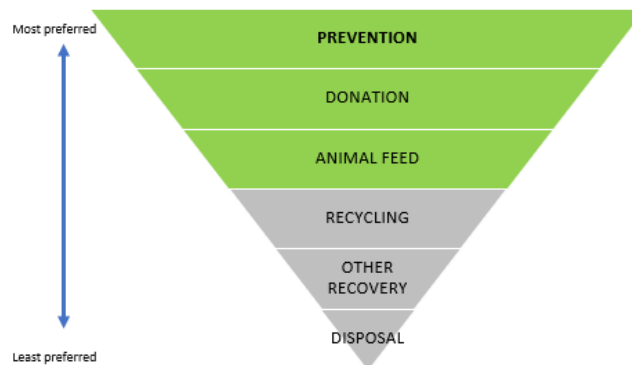 Most preferred
PREVENTION
DONATION
ANIMAL FEED
RECYCLING
OTHER
RECOVERY
DISPOSAL
Least preferred